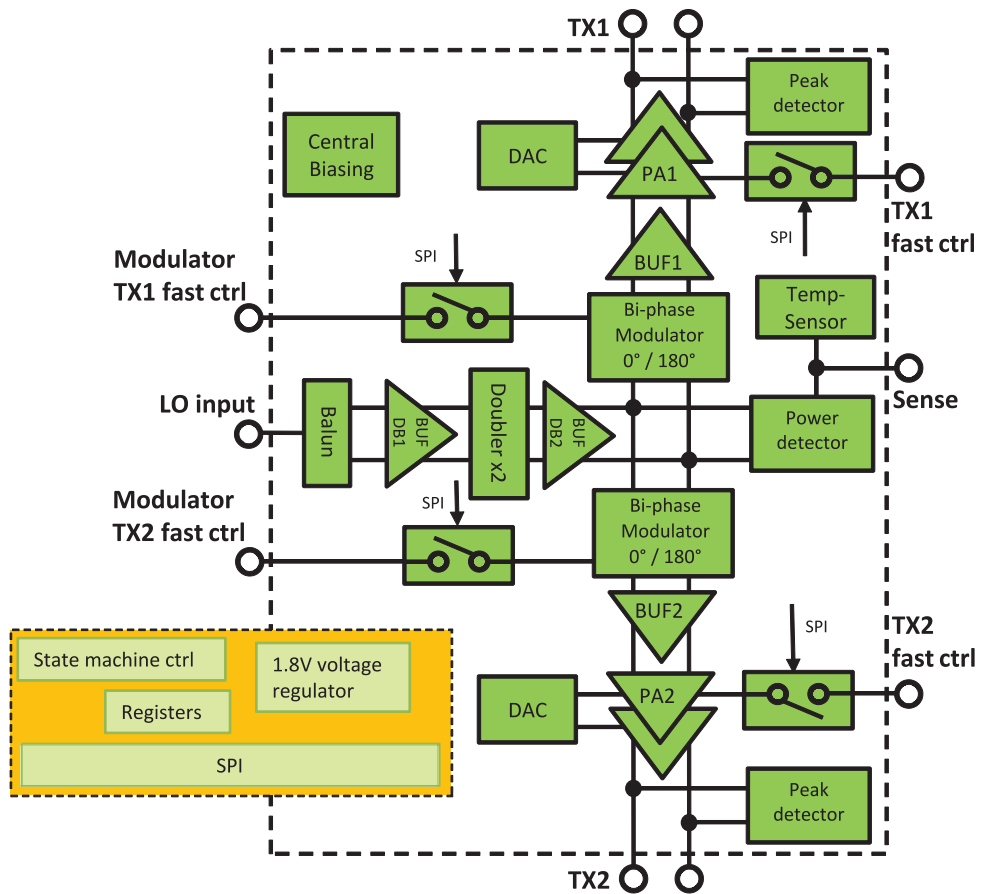 TX1
Peak
detector
Central
Biasing
DAC
PA1
TX1
fast ctrl
SPI
BUF1
Modulator
TX1 fast ctrl
SPI
Bi-phase
Modulator
0° / 180°
Temp-
Sensor
Sense
LO input
Balun
BUF
DB1
Doubler x2
BUF
DB2
Power
detector
Modulator
TX2 fast ctrl
SPI
Bi-phase
Modulator
0° / 180°
BUF2
SPI
TX2
fast ctrl
State machine ctrl
1.8V voltage
regulator
Registers
SPI
DAC
PA2
Peak
detector
TX2